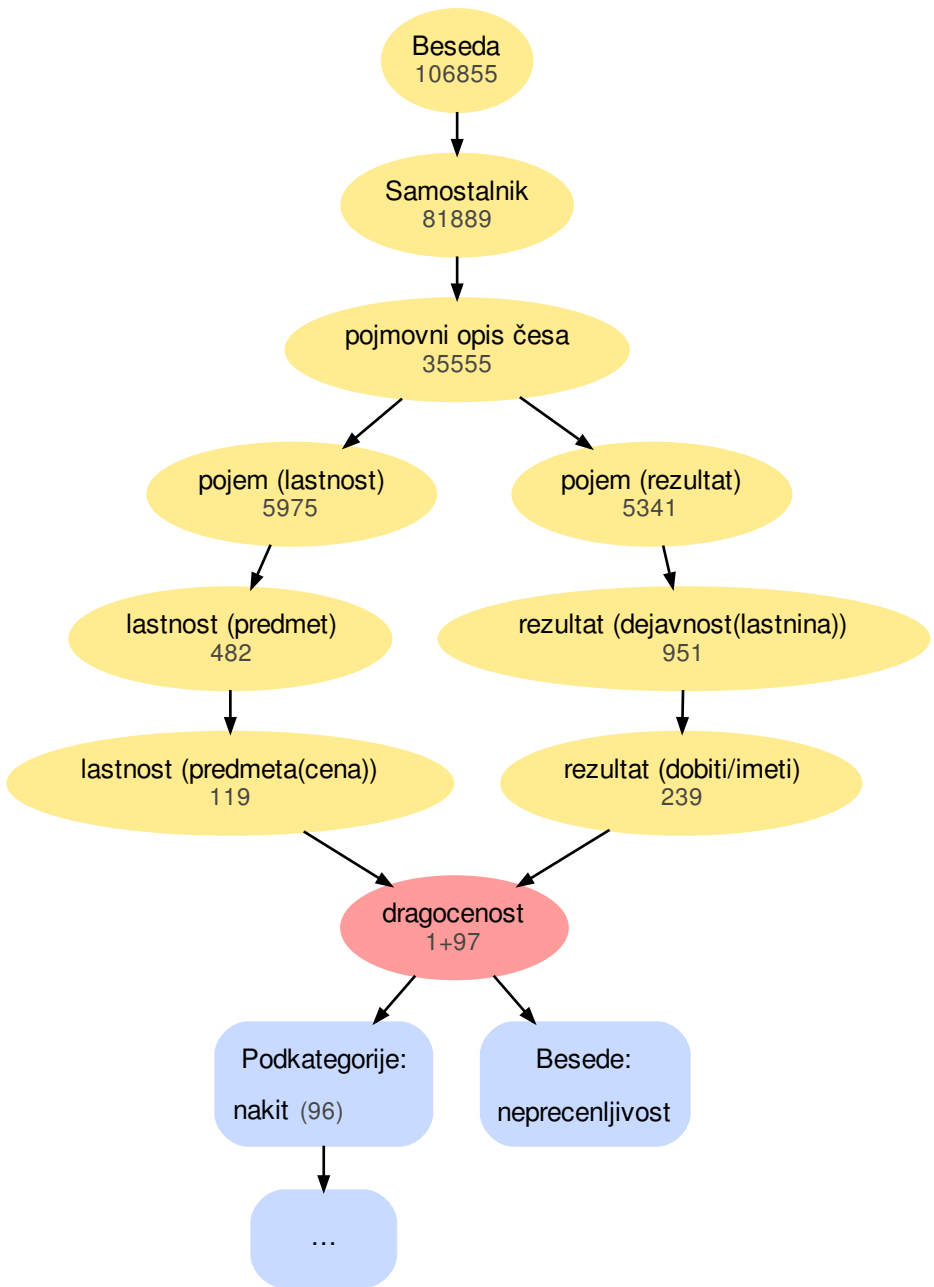 Beseda
106855
Samostalnik
81889
pojmovni opis česa
35555
pojem (lastnost)
5975
pojem (rezultat)
5341
lastnost (predmet)
482
rezultat (dejavnost(lastnina))
951
lastnost (predmeta(cena))
119
rezultat (dobiti/imeti)
239
dragocenost
1+97
Podkategorije:
nakit (96)
Besede:
neprecenljivost
...